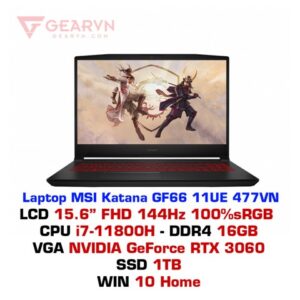 GEARVN
GEARVN.COM
Laptop MSI Katana GF66 11UE 477VN
LCD 15.6” FHD 144Hz 100%sRGB
CPU i7-11800H - DDR4 16GB
VGA NVIDIA GeForce RTX 3060
SSD 1TB
WIN 10 Home